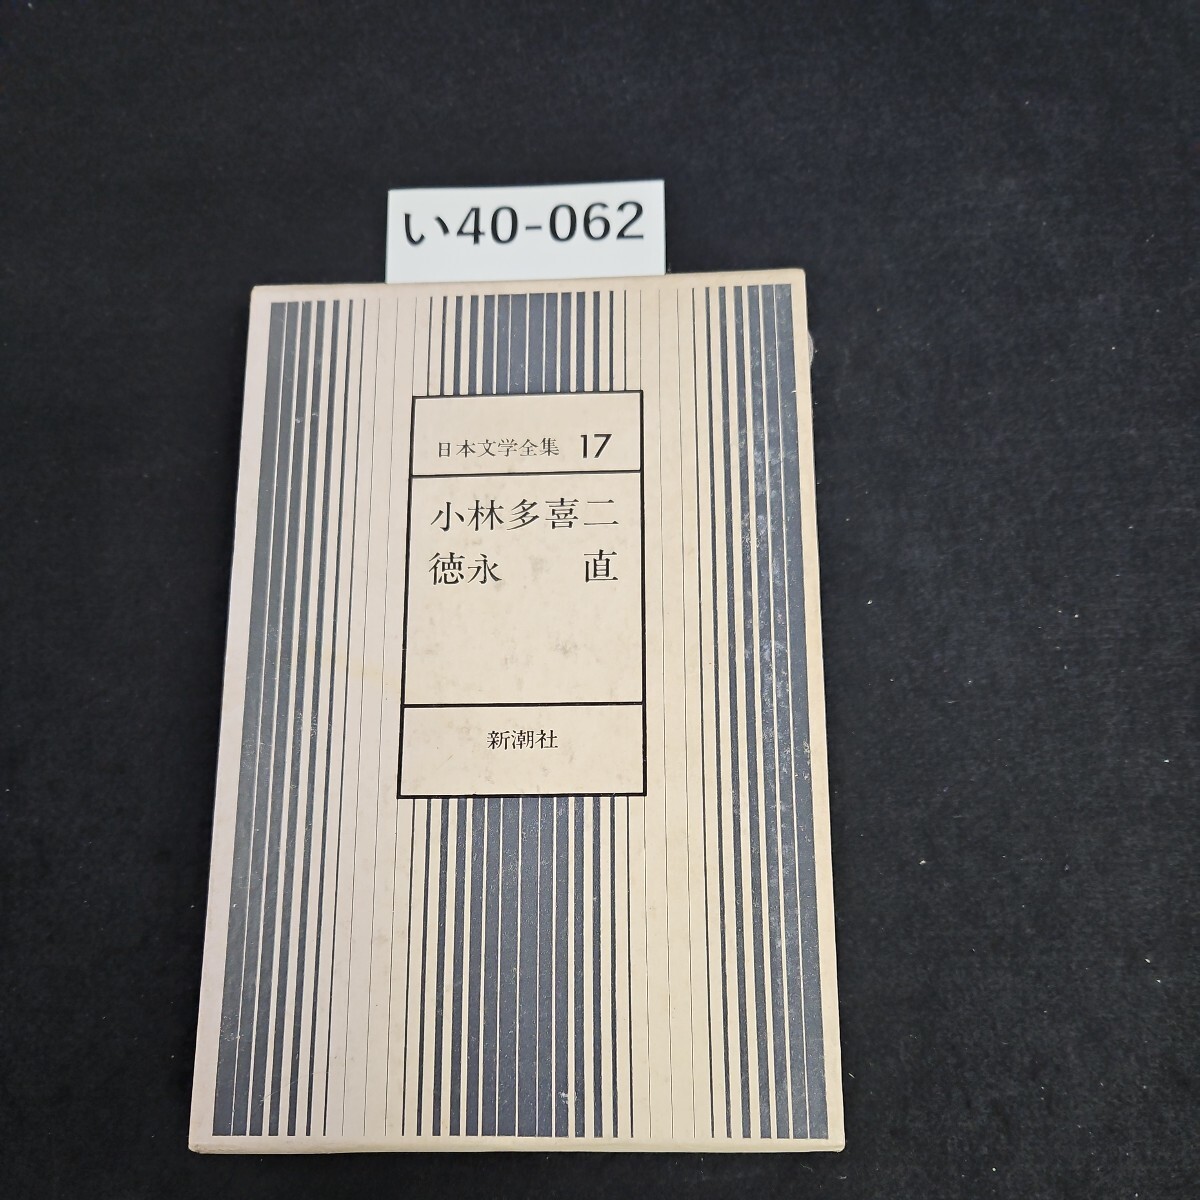 い40-062
日本文学全集 17
小林多喜二
徳永 直
新潮社